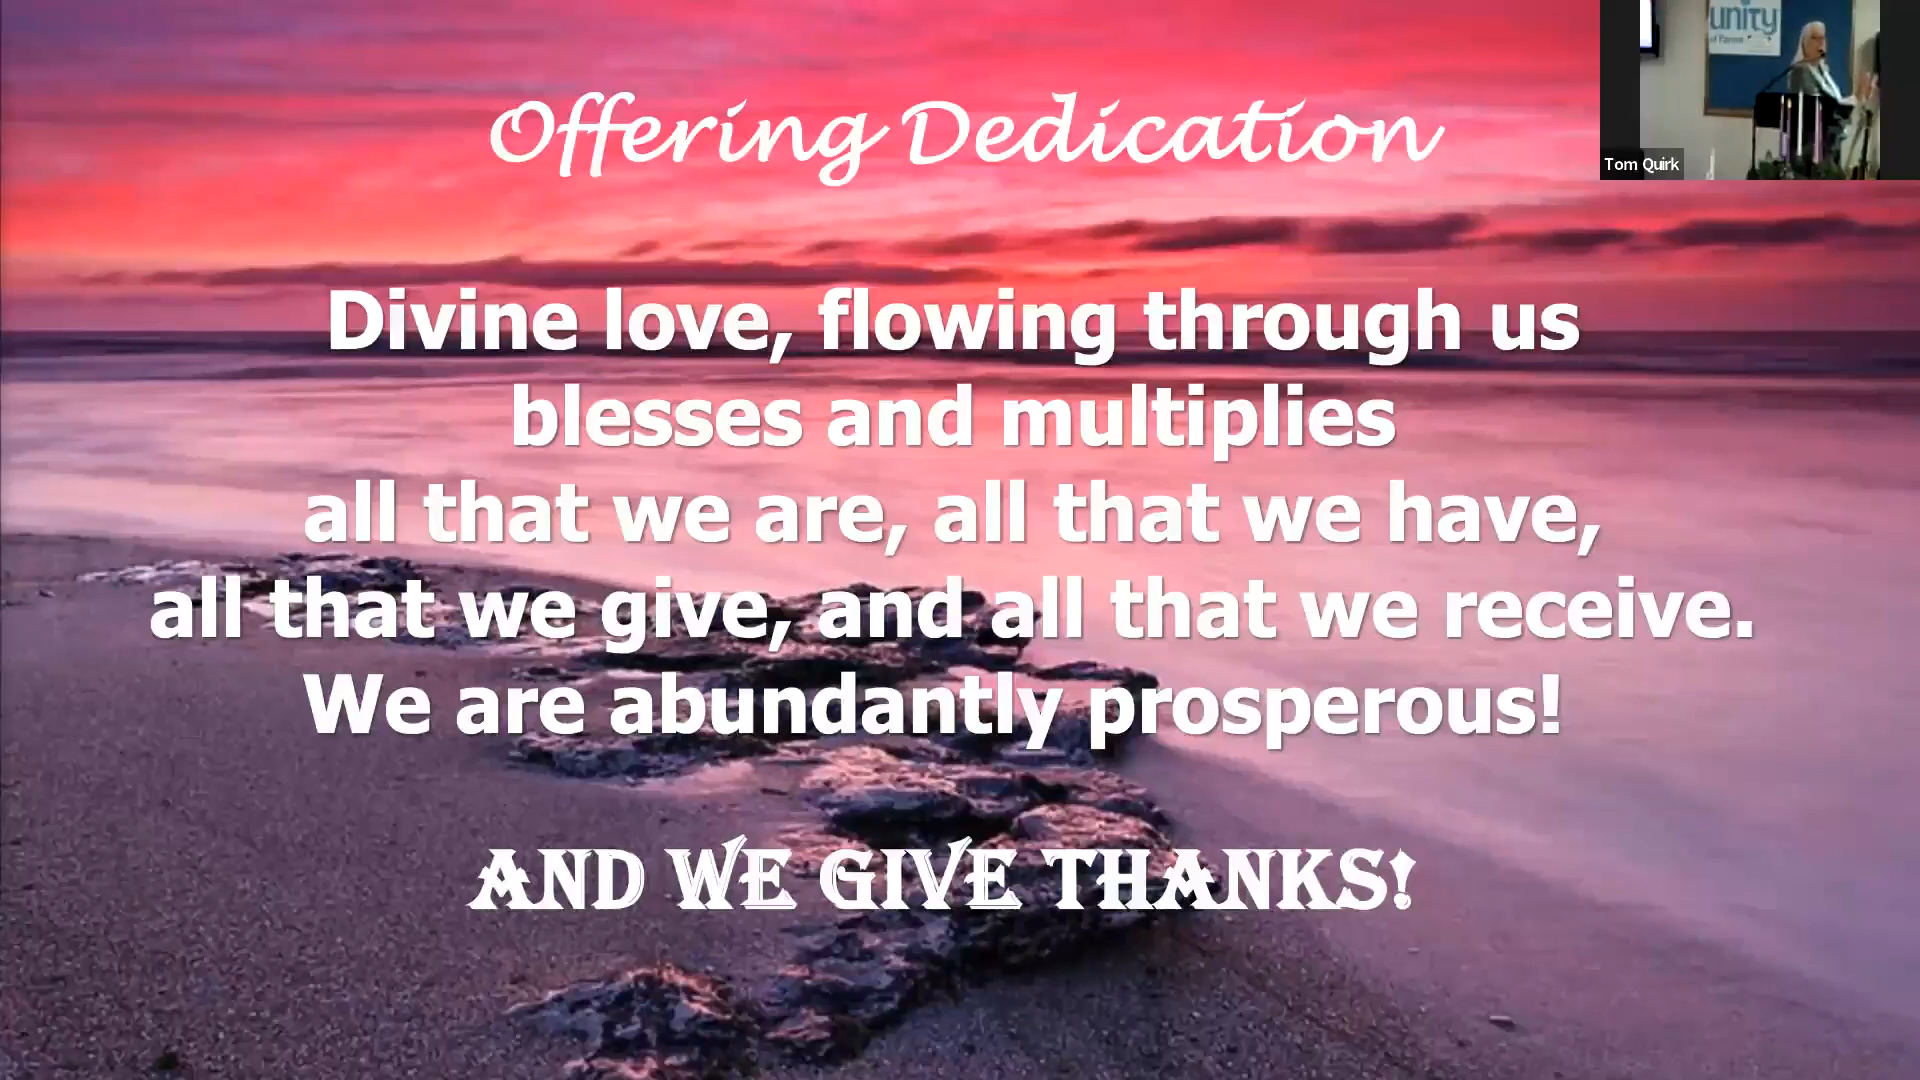 Offering Dedication
Divine love, flowing through us
blesses and multiplies
all that we are, all that we have,
all that we give, and all that we receive.
We are abundantly prosperous!
AND WE GIVE THANKS!
unity
Tom Quirk